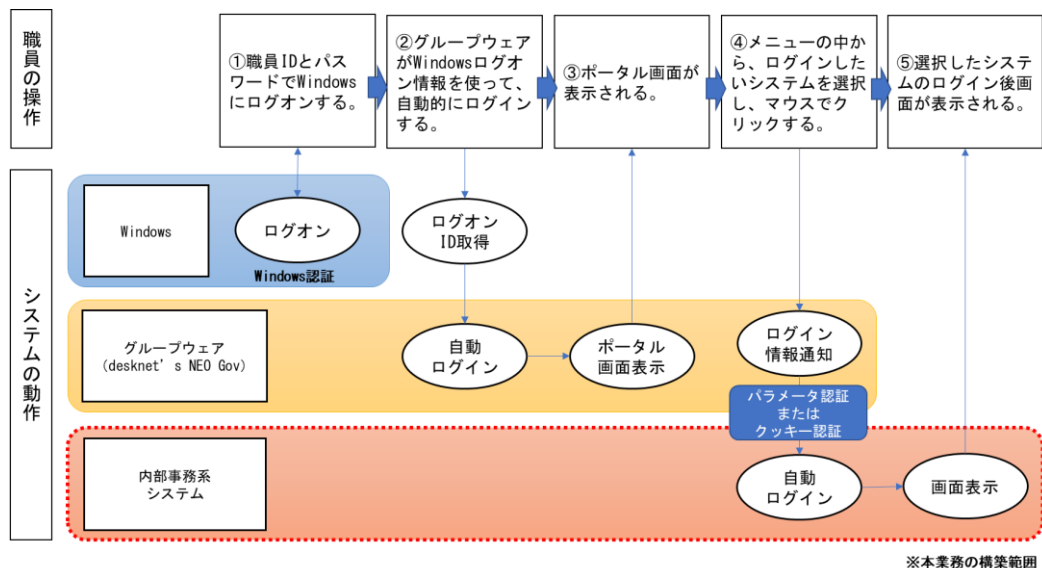 職員の操作
①職員IDとパス
ワードでWindows
にログオンする。
②グループウェア
がWindowsログオ
ン情報を使って、
自動的にログイン
する。
③ポータル画面が
表示される。
④メニューの中か
ら、ログインした
いシステムを選択
し、マウスでク
リックする。
⑤選択したシステ
ムのログイン後画
面が表示される。
システムの動作
Windows
ログオン
Windows認証
ログオン
ID取得
グループウェア
(desknet's NEO Gov)
自動
ログイン
ポータル
画面表示
ログイン
情報通知
パラメータ認証
または
クッキー認証
内部事務系
システム
自動
ログイン
画面表示
※本業務の構築範囲